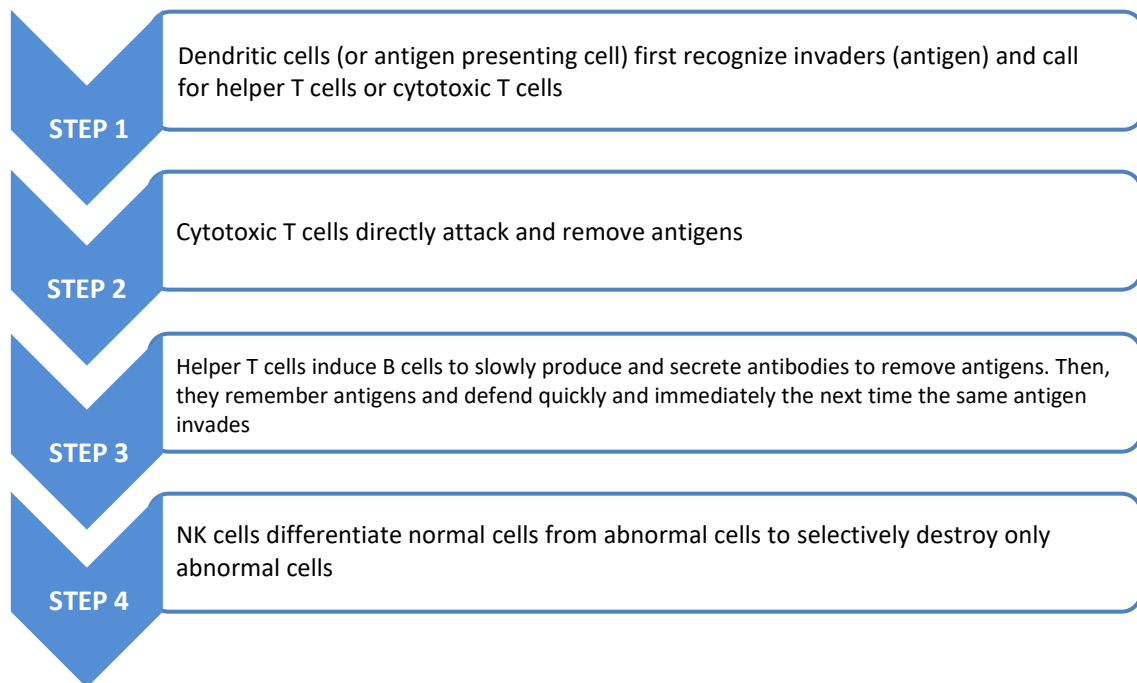 Dendritic cells (or antigen presenting cell) first recognize invaders (antigen) and call
for helper T cells or cytotoxic T cells
STEP 1
Cytotoxic T cells directly attack and remove antigens
STEP 2
Helper T cells induce B cells to slowly produce and secrete antibodies to remove antigens. Then,
they remember antigens and defend quickly and immediately the next time the same antigen
invades
STEP 3
NK cells differentiate normal cells from abnormal cells to selectively destroy only
abnormal cells
STEP 4